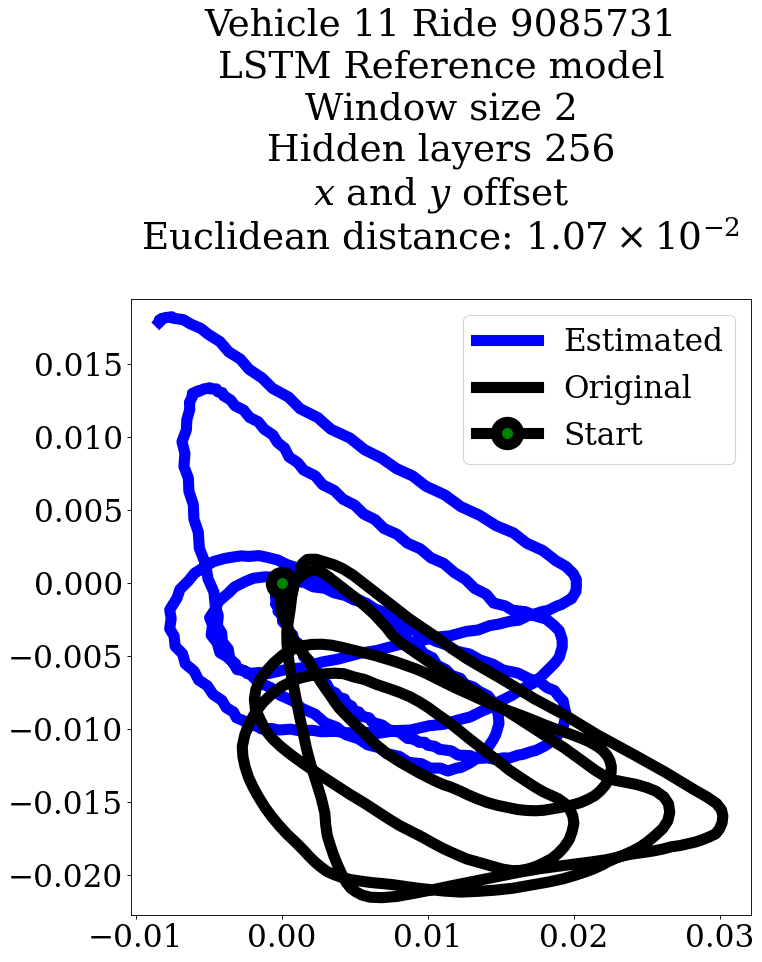 Vehicle 11 Ride 9085731
LSTM Reference model
Window size 2
Hidden layers 256
x and y offset
Euclidean distance: 1.07 × 10⁻²
Estimated
Original
Start
0.015
0.010
0.005
0.000
−0.005
−0.010
−0.015
−0.020
−0.01
0.00
0.01
0.02
0.03